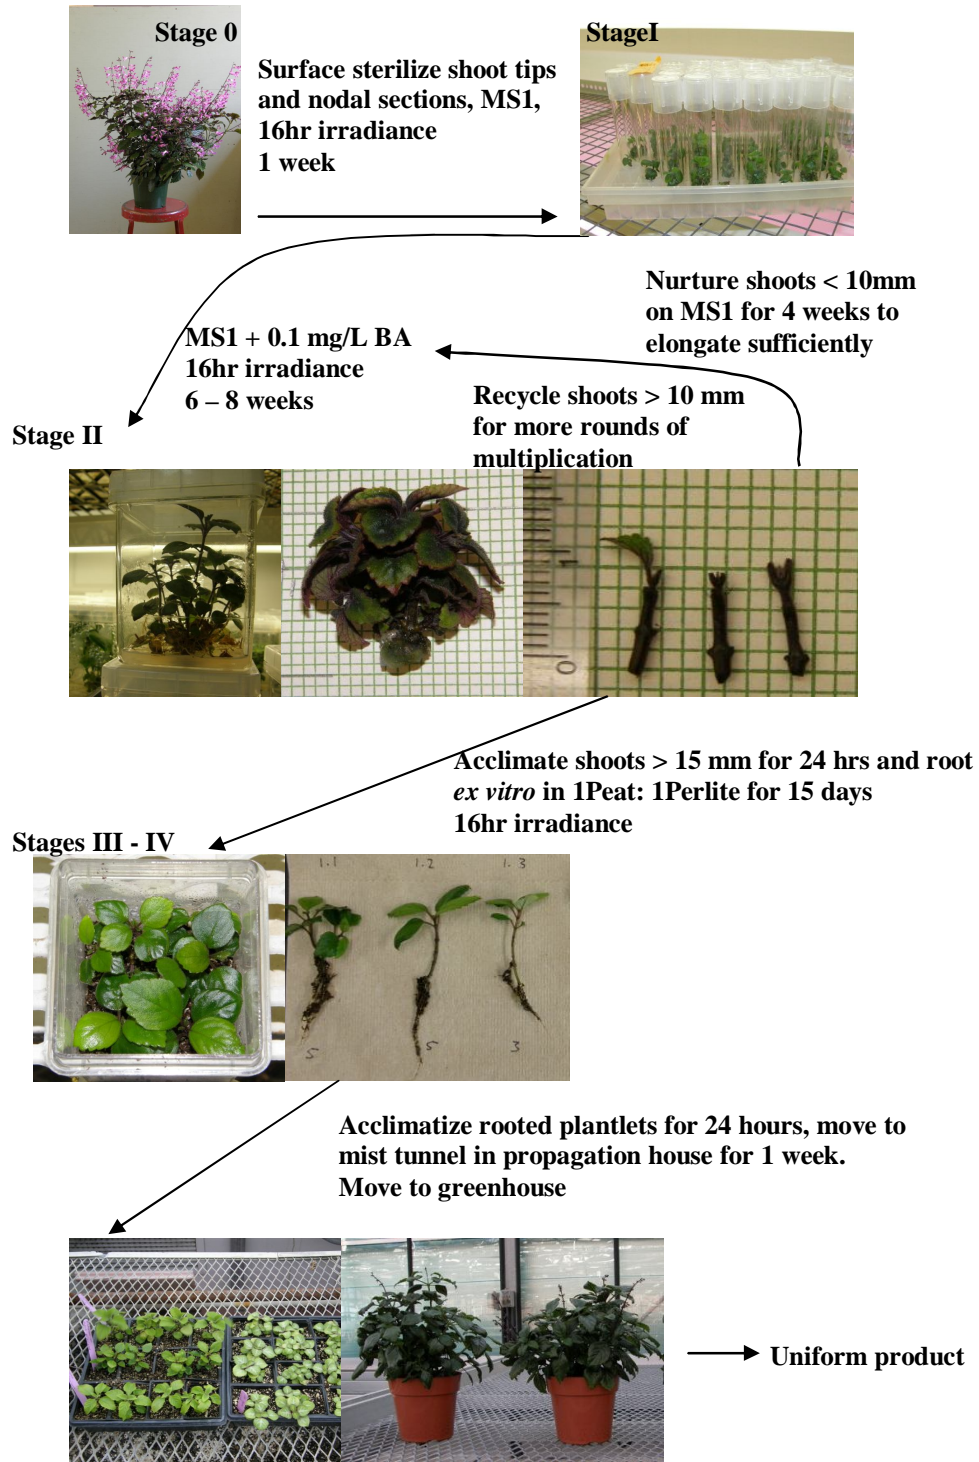 Stage 0
StageI
Surface sterilize shoot tips
and nodal sections, MS1,
16hr irradiance
1 week
Nurture shoots < 10mm
on MS1 for 4 weeks to
elongate sufficiently
MS1 + 0.1 mg/L BA
16hr irradiance
6 – 8 weeks
Recycle shoots > 10 mm
for more rounds of
multiplication
Stage II
1
0
Acclimate shoots > 15 mm for 24 hrs and root
ex vitro in 1Peat: 1Perlite for 15 days
16hr irradiance
Stages III - IV
1.1 1.2 1.3
5 5 3
Acclimatize rooted plantlets for 24 hours, move to
mist tunnel in propagation house for 1 week.
Move to greenhouse
Uniform product